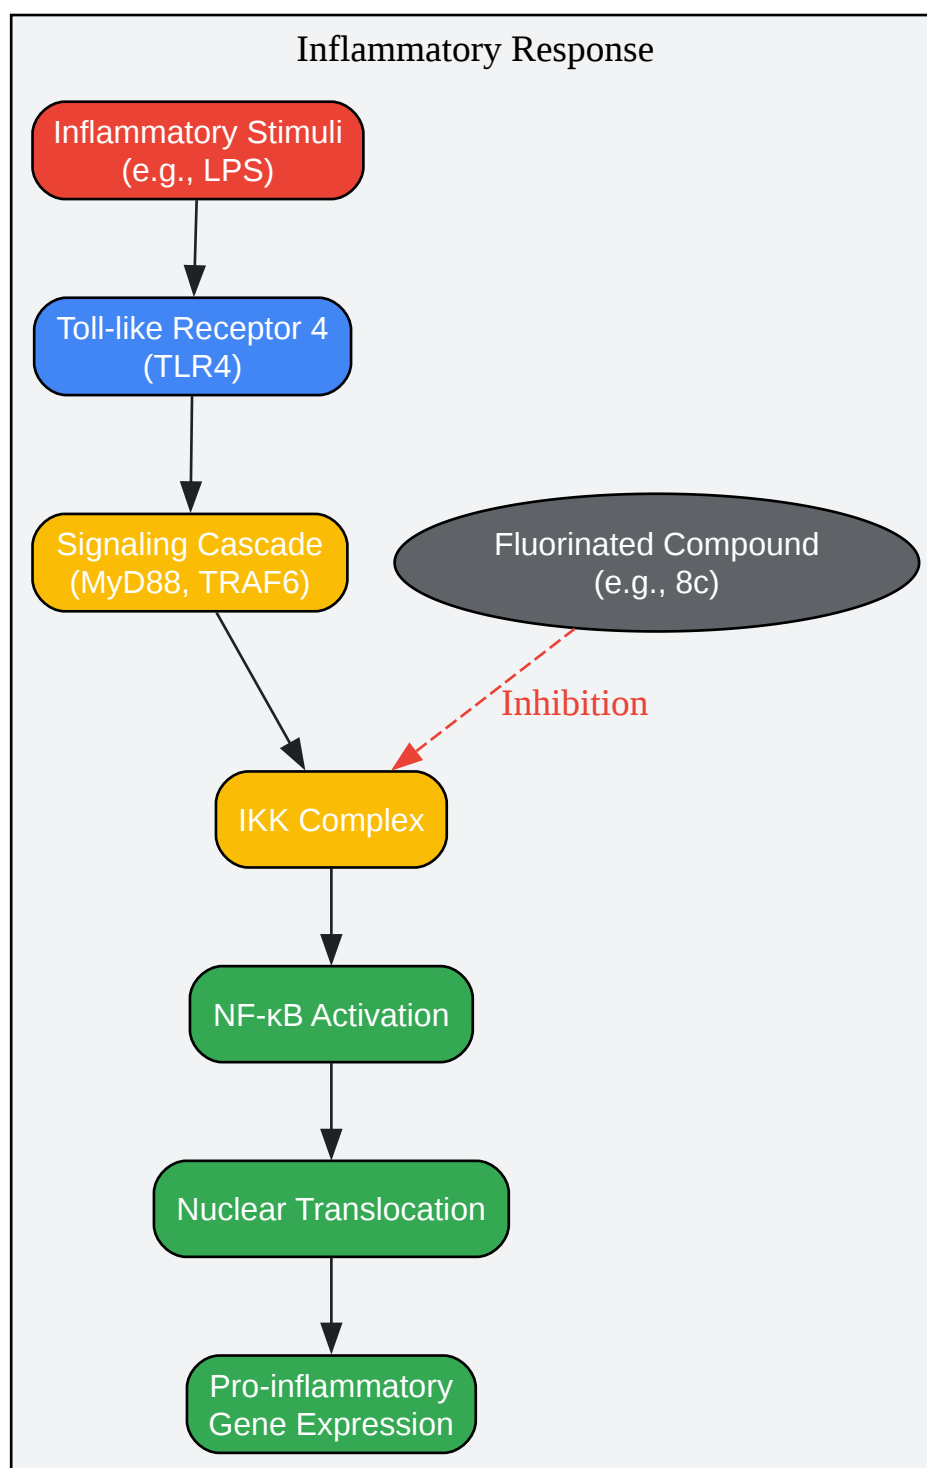 Inflammatory Response
Inflammatory Stimuli
(e.g., LPS)
Toll-like Receptor 4
(TLR4)
Signaling Cascade
(MyD88, TRAF6)
Fluorinated Compound
(e.g., 8c)
Inhibition
IKK Complex
NF-κB Activation
Nuclear Translocation
Pro-inflammatory
Gene Expression